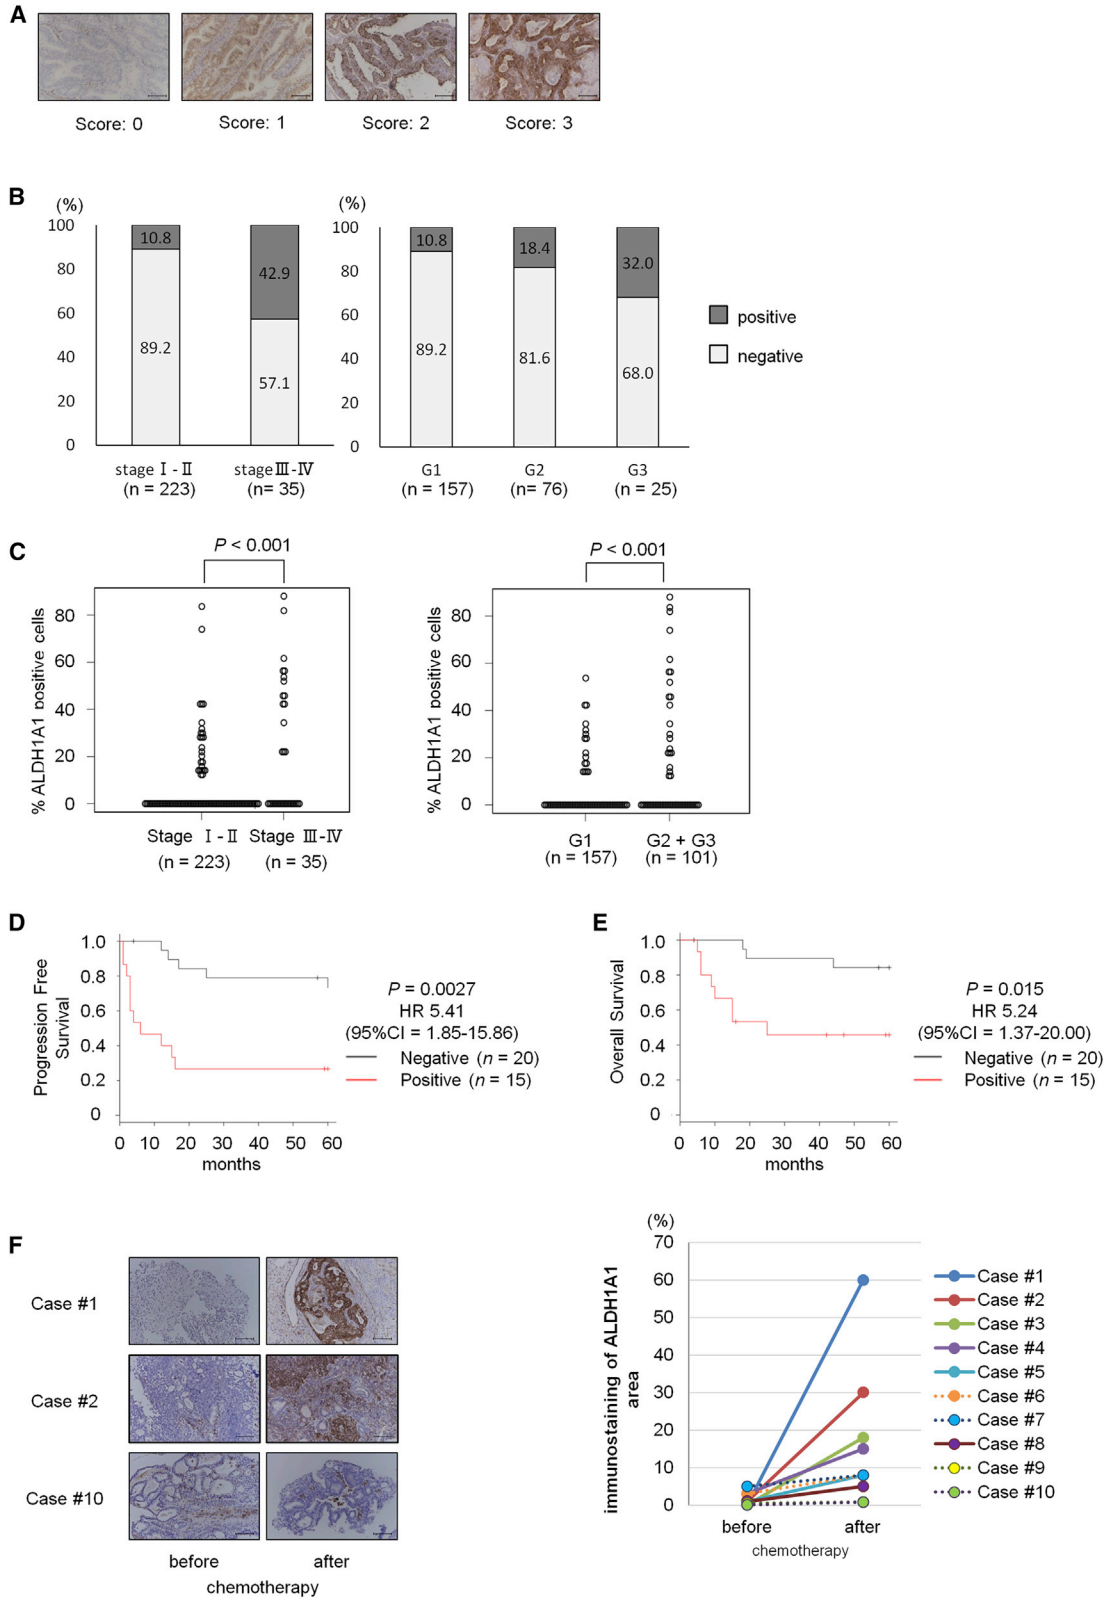 A
Score: 0
Score: 1
Score: 2
Score: 3
B
(%)
100
80
60
40
20
0
10.8
89.2
42.9
57.1
stage Ⅰ-Ⅱ
(n = 223)
stage Ⅲ-Ⅳ
(n= 35)
(%)
100
80
60
40
20
0
10.8
89.2
18.4
81.6
32.0
68.0
G1
(n = 157)
G2
(n= 76)
G3
(n = 25)
positive
negative
C
P < 0.001
% ALDH1A1 positive cells
80
60
40
20
0
Stage Ⅰ-Ⅱ
(n = 223)
Stage Ⅲ-Ⅳ
(n = 35)
P < 0.001
% ALDH1A1 positive cells
80
60
40
20
0
G1
(n = 157)
G2 + G3
(n = 101)
D
Progression Free
Survival
1.0
0.8
0.6
0.4
0.2
0
0 10 20 30 40 50 60
months
P = 0.0027
HR 5.41
(95%CI = 1.85-15.86)
Negative (n = 20)
Positive (n = 15)
E
Overall Survival
1.0
0.8
0.6
0.4
0.2
0
0 10 20 30 40 50 60
months
P = 0.015
HR 5.24
(95%CI = 1.37-20.00)
Negative (n = 20)
Positive (n = 15)
F
Case #1
Case #2
Case #10
before
after
chemotherapy
(%)
immunostaining of ALDH1A1
area
70
60
50
40
30
20
10
0
before
after
chemotherapy
Case #1
Case #2
Case #3
Case #4
Case #5
Case #6
Case #7
Case #8
Case #9
Case #10